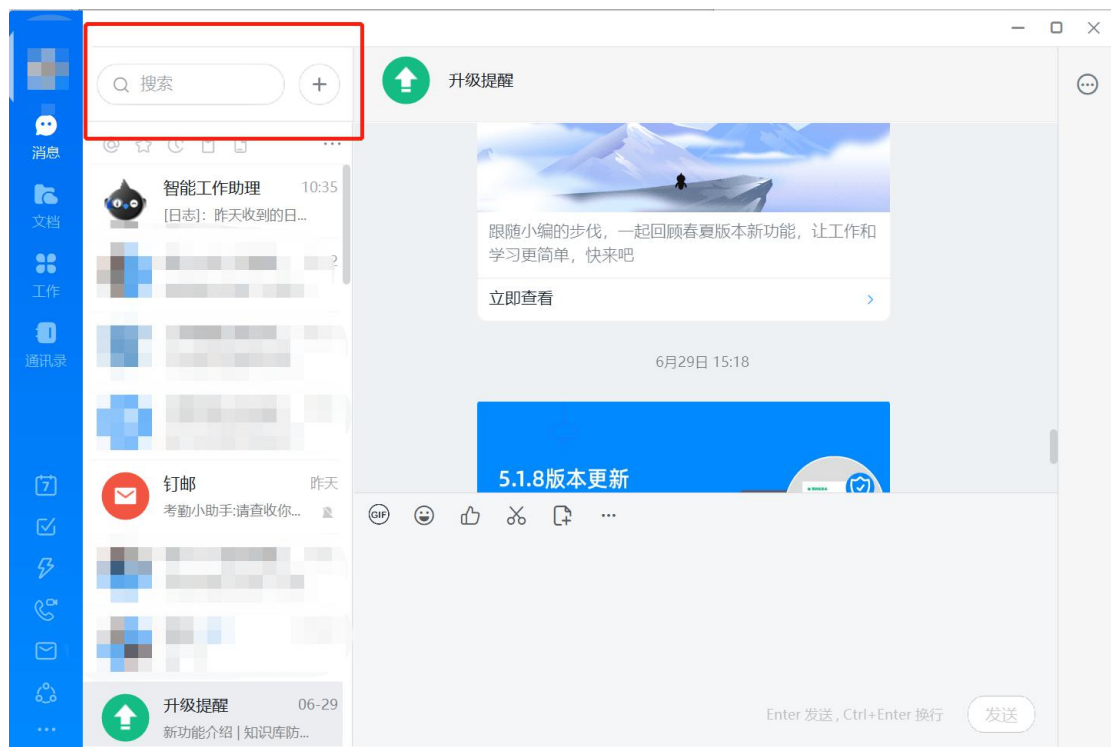 搜索
升级提醒
消息
文档
工作
通讯录
7
智能工作助理
10:35
[日志]：昨天收到的日...
2
钉邮
昨天
考勤小助手:请查收你...
升级提醒
06-29
新功能介绍 | 知识库防...
跟随小编的步伐，一起回顾春夏版本新功能，让工作和
学习更简单，快来吧
立即查看
6月29日 15:18
5.1.8版本更新
GIF
Enter 发送 , Ctrl+Enter 换行
发送